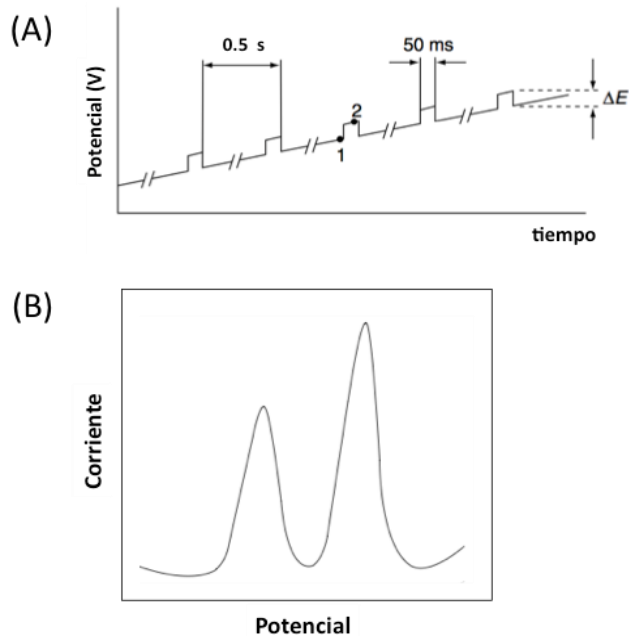 (A)
0.5 s
50 ms
Potencial (V)
2
1
ΔE
tiempo
(B)
Corriente
Potencial